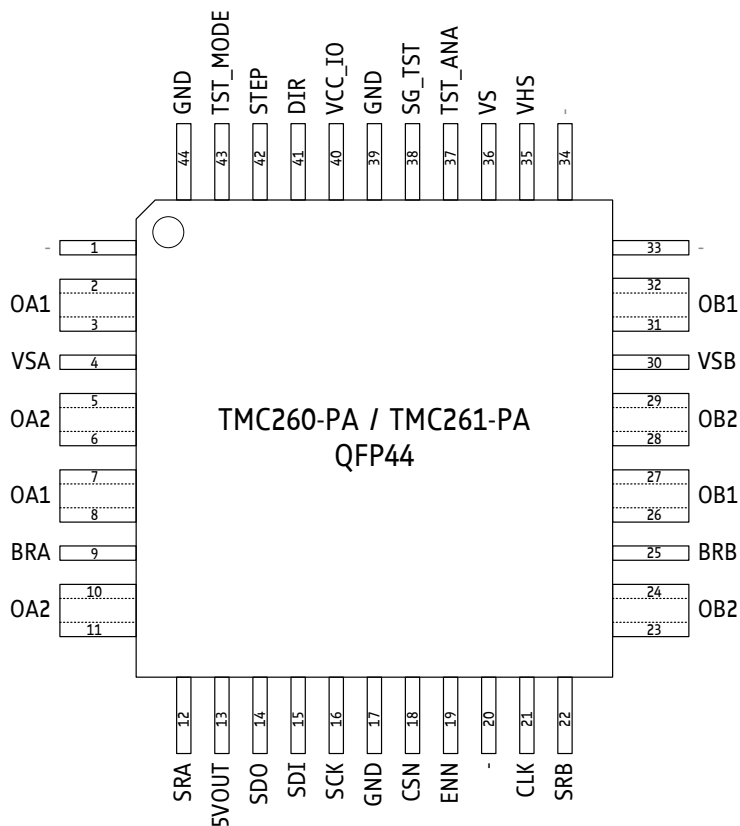 GND
TST_MODE
STEP
DIR
VCC_IO
GND
SG_TST
TST_ANA
VS
VHS
-
44
43
42
41
40
39
38
37
36
35
34
- 1
OA1
2
3
VSA 4
OA2
5
6
OA1
7
8
BRA 9
OA2
10
11
TMC260-PA / TMC261-PA
QFP44
33 -
32
31
OB1
30 VSB
29
28
OB2
27
26
OB1
25 BRB
24
23
OB2
12
13
14
15
16
17
18
19
20
21
22
SRA
5VOUT
SDO
SDI
SCK
GND
CSN
ENN
-
CLK
SRB